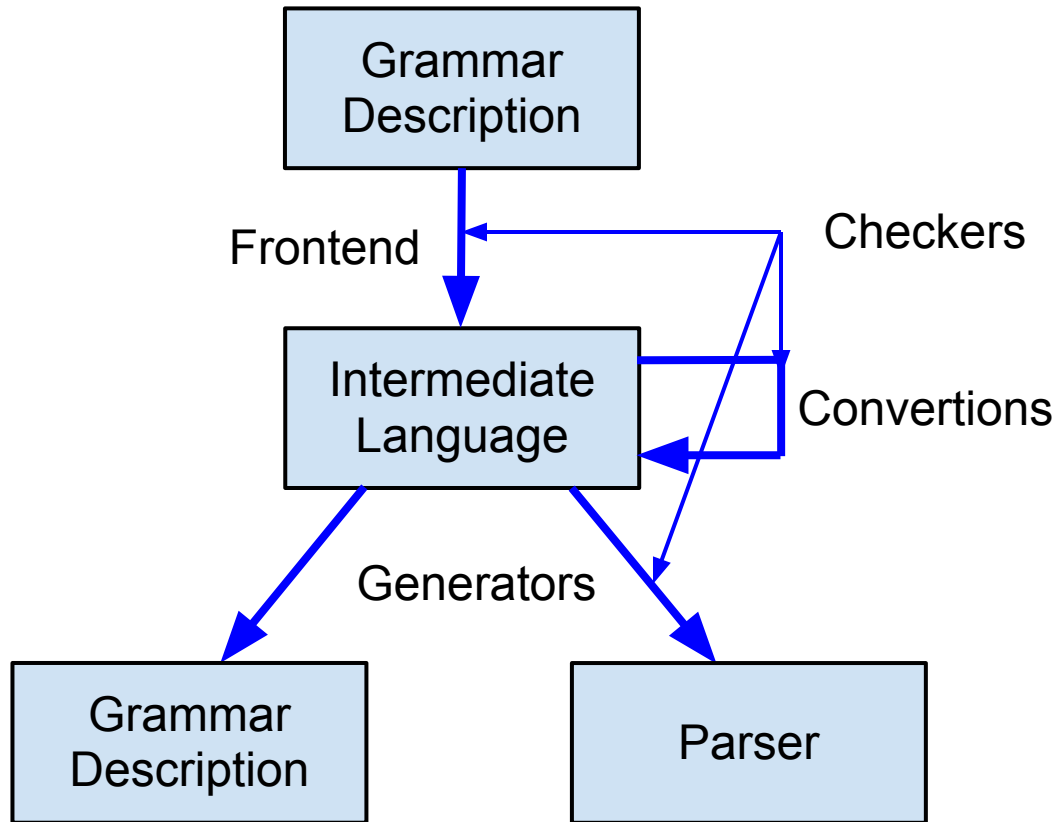 Grammar
Description
Frontend
Checkers
Intermediate
Language
Convertions
Generators
Grammar
Description
Parser